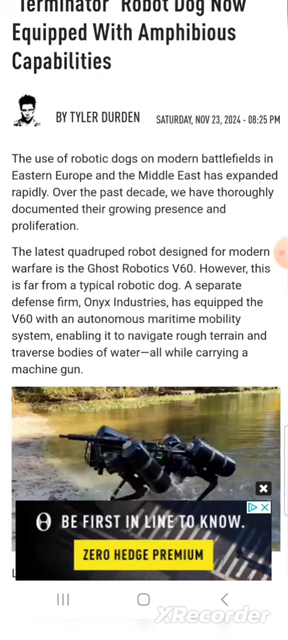 'Terminator' Robot Dog Now
Equipped With Amphibious
Capabilities
BY TYLER DURDEN
SATURDAY, NOV 23, 2024 - 08:25 PM
The use of robotic dogs on modern battlefields in
Eastern Europe and the Middle East has expanded
rapidly. Over the past decade, we have thoroughly
documented their growing presence and
proliferation.
The latest quadruped robot designed for modern
warfare is the Ghost Robotics V60. However, this
is far from a typical robotic dog. A separate
defense firm, Onyx Industries, has equipped the
V60 with an autonomous maritime mobility
system, enabling it to navigate rough terrain and
traverse bodies of water—all while carrying a
machine gun.
BE FIRST IN LINE TO KNOW.
ZERO HEDGE PREMIUM
XRecorder